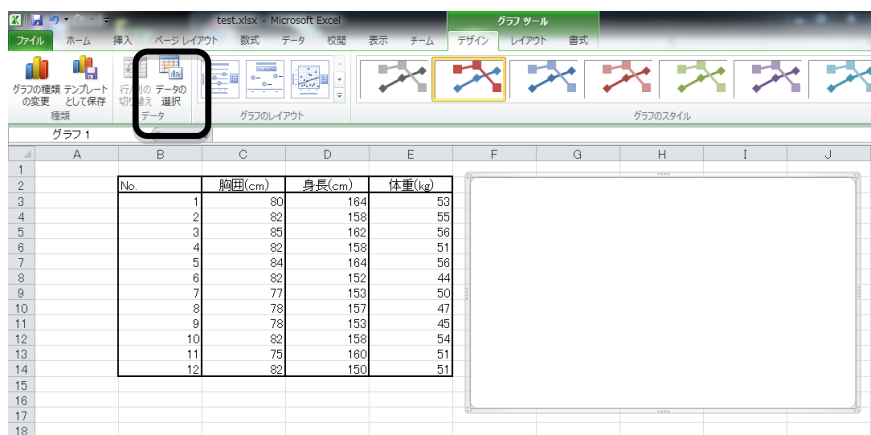 test.xlsx - Microsoft Excel
グラフ ツール
ファイル ホーム 挿入 ページ レイアウト 数式 データ 校閲 表示 チーム デザイン レイアウト 書式
グラフの種類 テンプレート 行/列の データの
の変更 として保存 切り替え 選択
種類 データ グラフのレイアウト グラフのスタイル
グラフ 1
A B C D E F G H I J
1
2 No. 胸囲(cm) 身長(cm) 体重(kg)
3 1 80 164 53
4 2 82 158 55
5 3 85 162 56
6 4 82 158 51
7 5 84 164 56
8 6 82 152 44
9 7 77 153 50
10 8 78 157 47
11 9 78 153 45
12 10 82 158 54
13 11 75 160 51
14 12 82 150 51
15
16
17
18